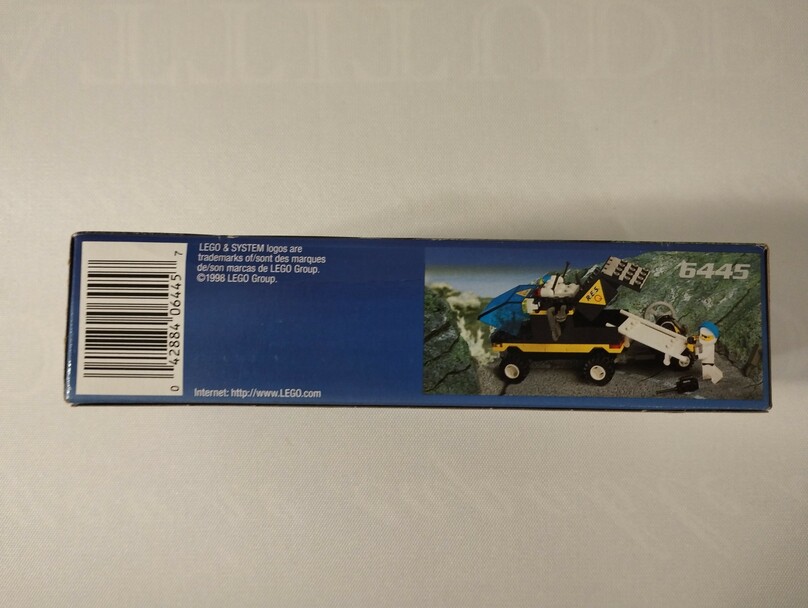 LEGO & SYSTEM logos are
trademarks of/sont des marques
de/son marcas de LEGO Group.
©1998 LEGO Group.
Internet: http://www.LEGO.com
0 42884 06445 7
6445
RES